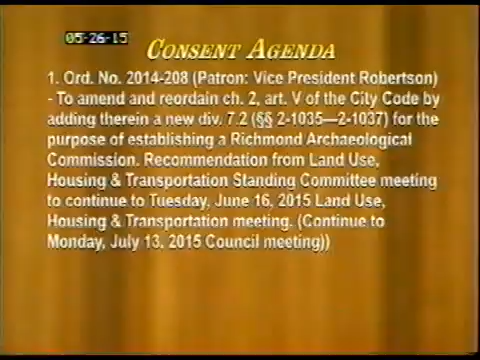 05-26-15
CONSENT AGENDA
1. Ord. No. 2014-208 (Patron: Vice President Robertson)
- To amend and reordain ch. 2, art. V of the City Code by
adding therein a new div. 7.2 (§§ 2-1035—2-1037) for the
purpose of establishing a Richmond Archaeological
Commission. Recommendation from Land Use,
Housing & Transportation Standing Committee meeting
to continue to Tuesday, June 16, 2015 Land Use,
Housing & Transportation meeting. (Continue to
Monday, July 13, 2015 Council meeting))